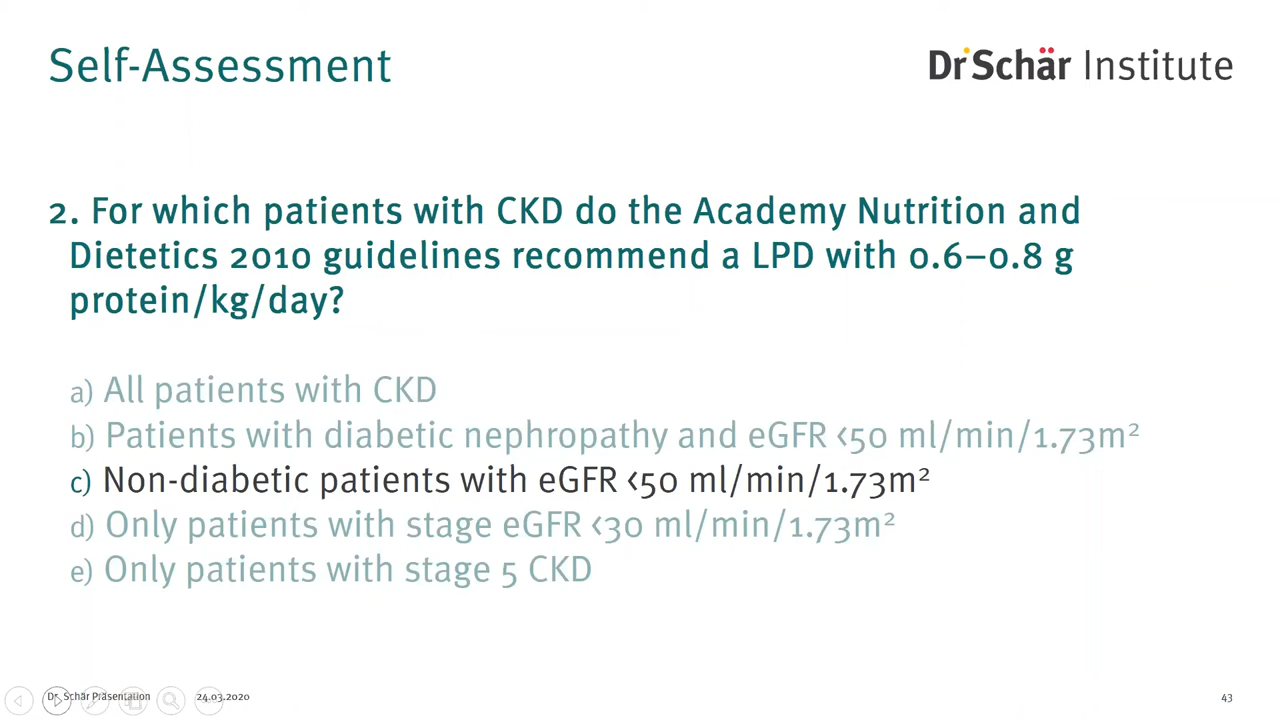 Self-Assessment
Dr Schär Institute
2. For which patients with CKD do the Academy Nutrition and
Dietetics 2010 guidelines recommend a LPD with 0.6–0.8 g
protein/kg/day?
a) All patients with CKD
b) Patients with diabetic nephropathy and eGFR <50 ml/min/1.73m²
c) Non-diabetic patients with eGFR <50 ml/min/1.73m²
d) Only patients with stage eGFR <30 ml/min/1.73m²
e) Only patients with stage 5 CKD
Dr. Schär Präsentation 24.03.2020 43